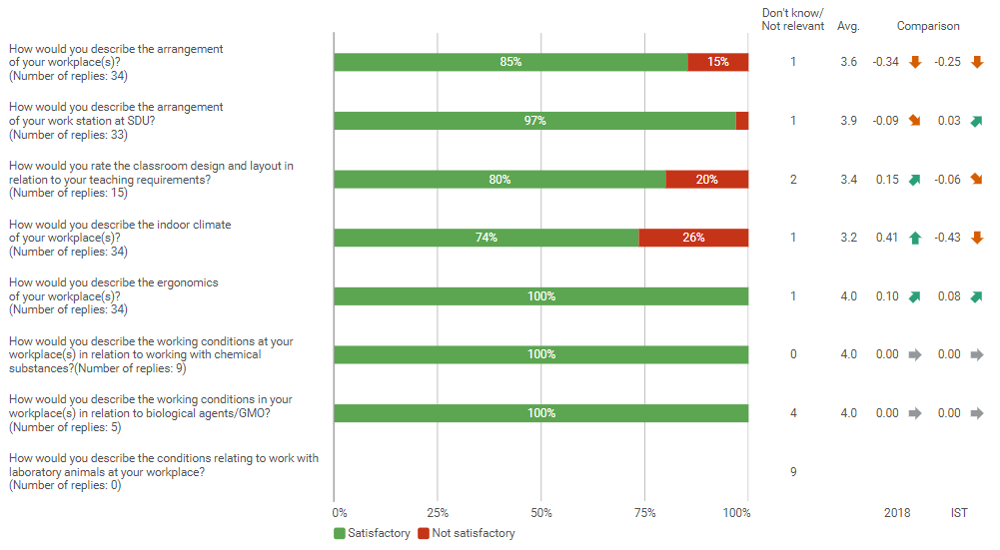 Don't know/
Not relevant Avg. Comparison
How would you describe the arrangement
of your workplace(s)?
(Number of replies: 34)
85% 15% 1 3.6 -0.34 -0.25
How would you describe the arrangement
of your work station at SDU?
(Number of replies: 33)
97% 1 3.9 -0.09 0.03
How would you rate the classroom design and layout in
relation to your teaching requirements?
(Number of replies: 15)
80% 20% 2 3.4 0.15 -0.06
How would you describe the indoor climate
of your workplace(s)?
(Number of replies: 34)
74% 26% 1 3.2 0.41 -0.43
How would you describe the ergonomics
of your workplace(s)?
(Number of replies: 34)
100% 1 4.0 0.10 0.08
How would you describe the working conditions at your
workplace(s) in relation to working with chemical
substances?(Number of replies: 9)
100% 0 4.0 0.00 0.00
How would you describe the working conditions in your
workplace(s) in relation to biological agents/GMO?
(Number of replies: 5)
100% 4 4.0 0.00 0.00
How would you describe the conditions relating to work with
laboratory animals at your workplace?
(Number of replies: 0)
9
0% 25% 50% 75% 100% 2018 IST
Satisfactory Not satisfactory